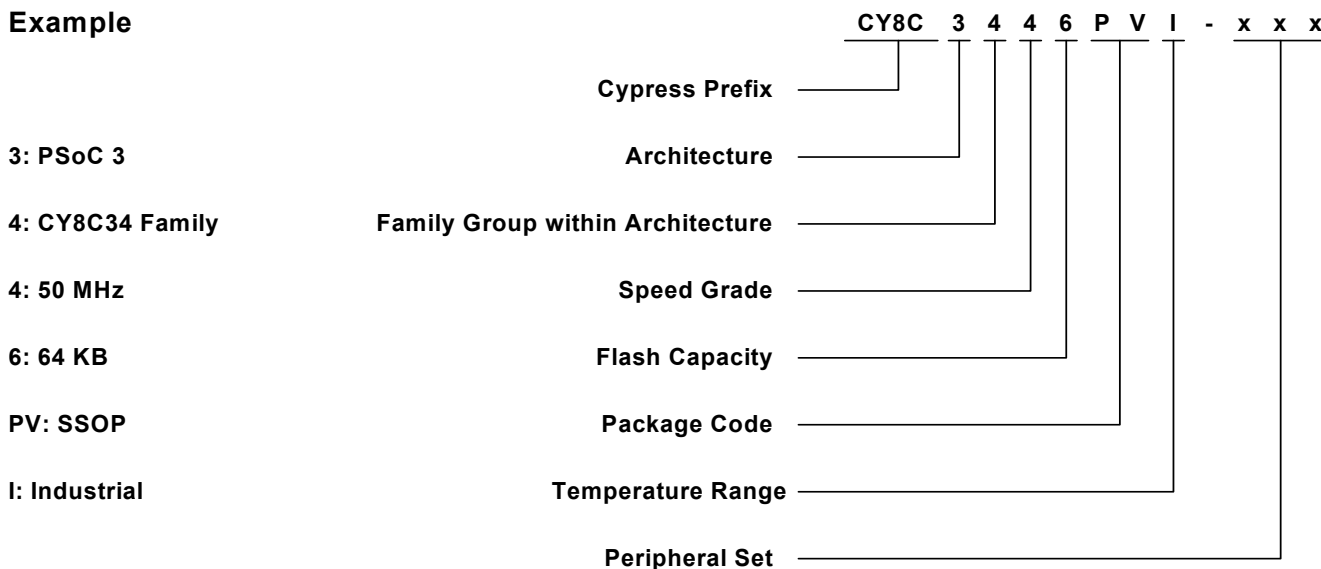 Example CY8C 3 4 4 6 P V I - x x x
Cypress Prefix
3: PSoC 3 Architecture
4: CY8C34 Family Family Group within Architecture
4: 50 MHz Speed Grade
6: 64 KB Flash Capacity
PV: SSOP Package Code
I: Industrial Temperature Range
Peripheral Set